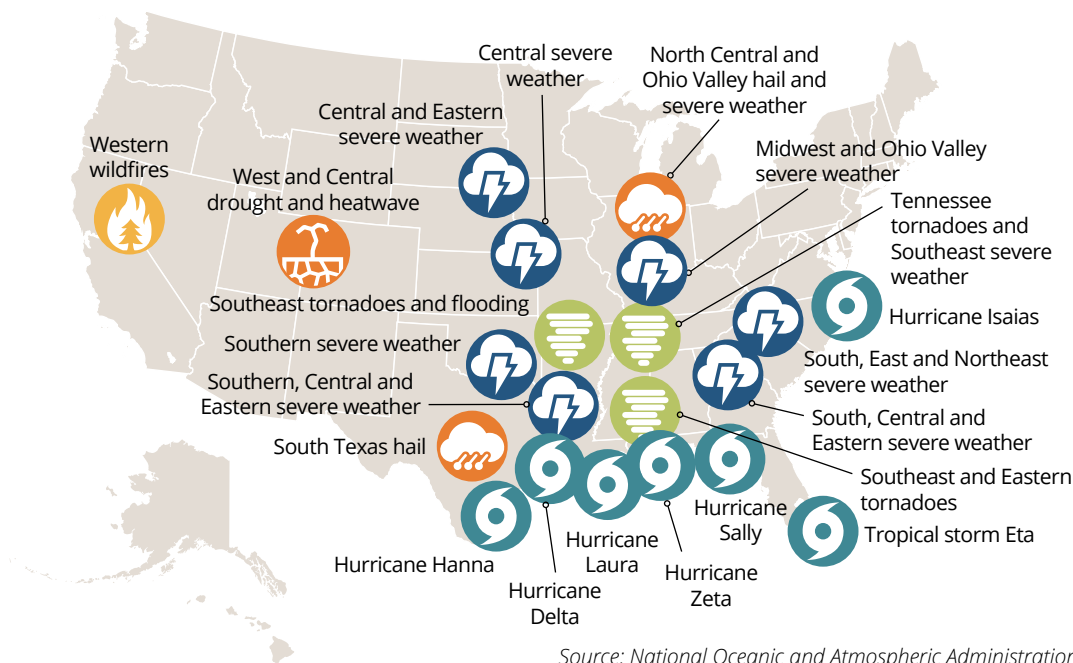 Central severe
weather
North Central and
Ohio Valley hail and
severe weather
Central and Eastern
severe weather
Western
wildfires
West and Central
drought and heatwave
Midwest and Ohio Valley
severe weather
Tennessee
tornadoes and
Southeast severe
weather
Southeast tornadoes and flooding
Hurricane Isaias
Southern severe weather
South, East and Northeast
severe weather
Southern, Central and
Eastern severe weather
South, Central and
Eastern severe weather
South Texas hail
Southeast and Eastern
tornadoes
Hurricane
Sally
Tropical storm Eta
Hurricane Hanna
Hurricane
Laura
Hurricane
Zeta
Hurricane
Delta
Source: National Oceanic and Atmospheric Administration